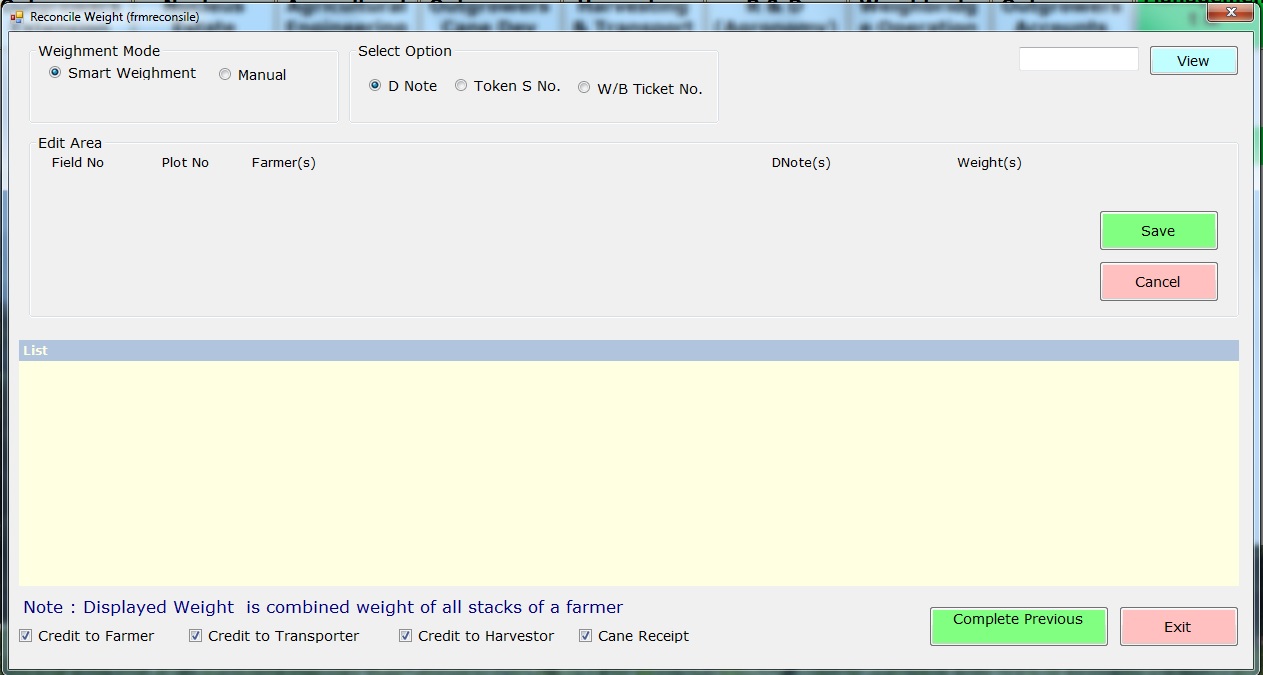 Reconcile Weight (frmreconsile)
Weighment Mode
Smart Weighment Manual
Select Option
D Note Token S No. W/B Ticket No.
View
Edit Area
Field No Plot No Farmer(s) DNote(s) Weight(s)
Save
Cancel
List
Note : Displayed Weight is combined weight of all stacks of a farmer
Credit to Farmer Credit to Transporter Credit to Harvestor Cane Receipt
Complete Previous
Exit